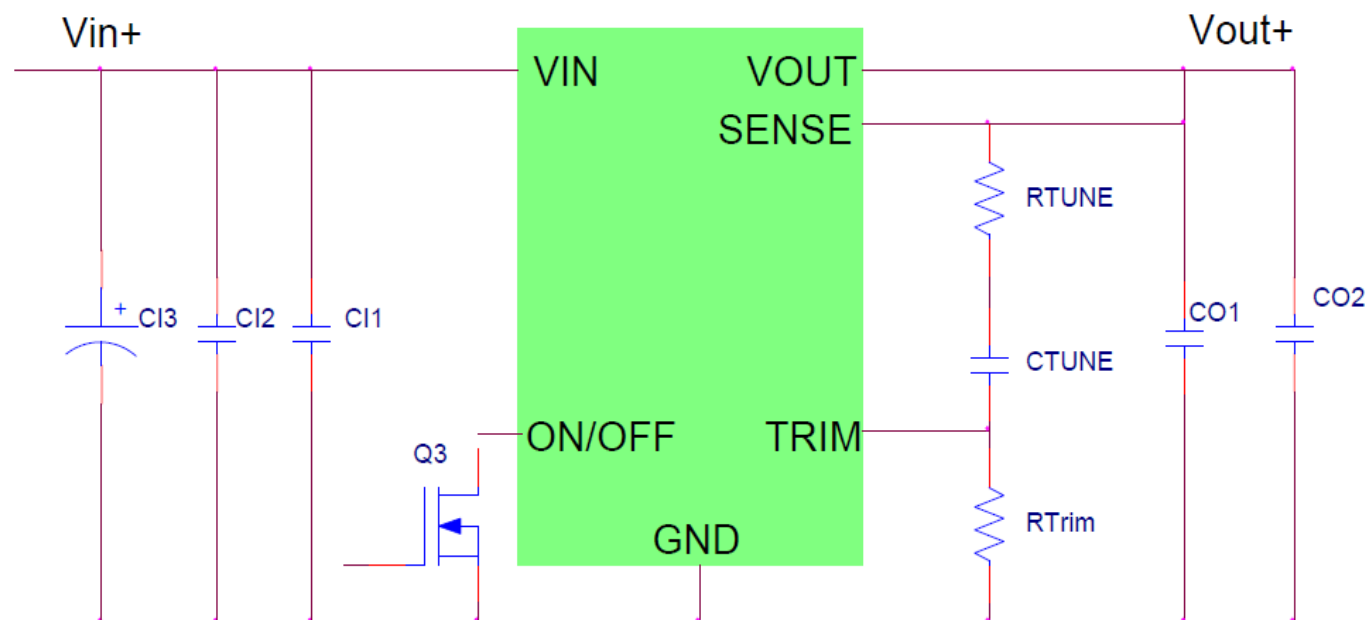 Vin+
Vout+
VIN
VOUT
SENSE
RTUNE
+
CI3
CI2
CI1
CO1
CO2
CTUNE
ON/OFF
TRIM
Q3
RTrim
GND